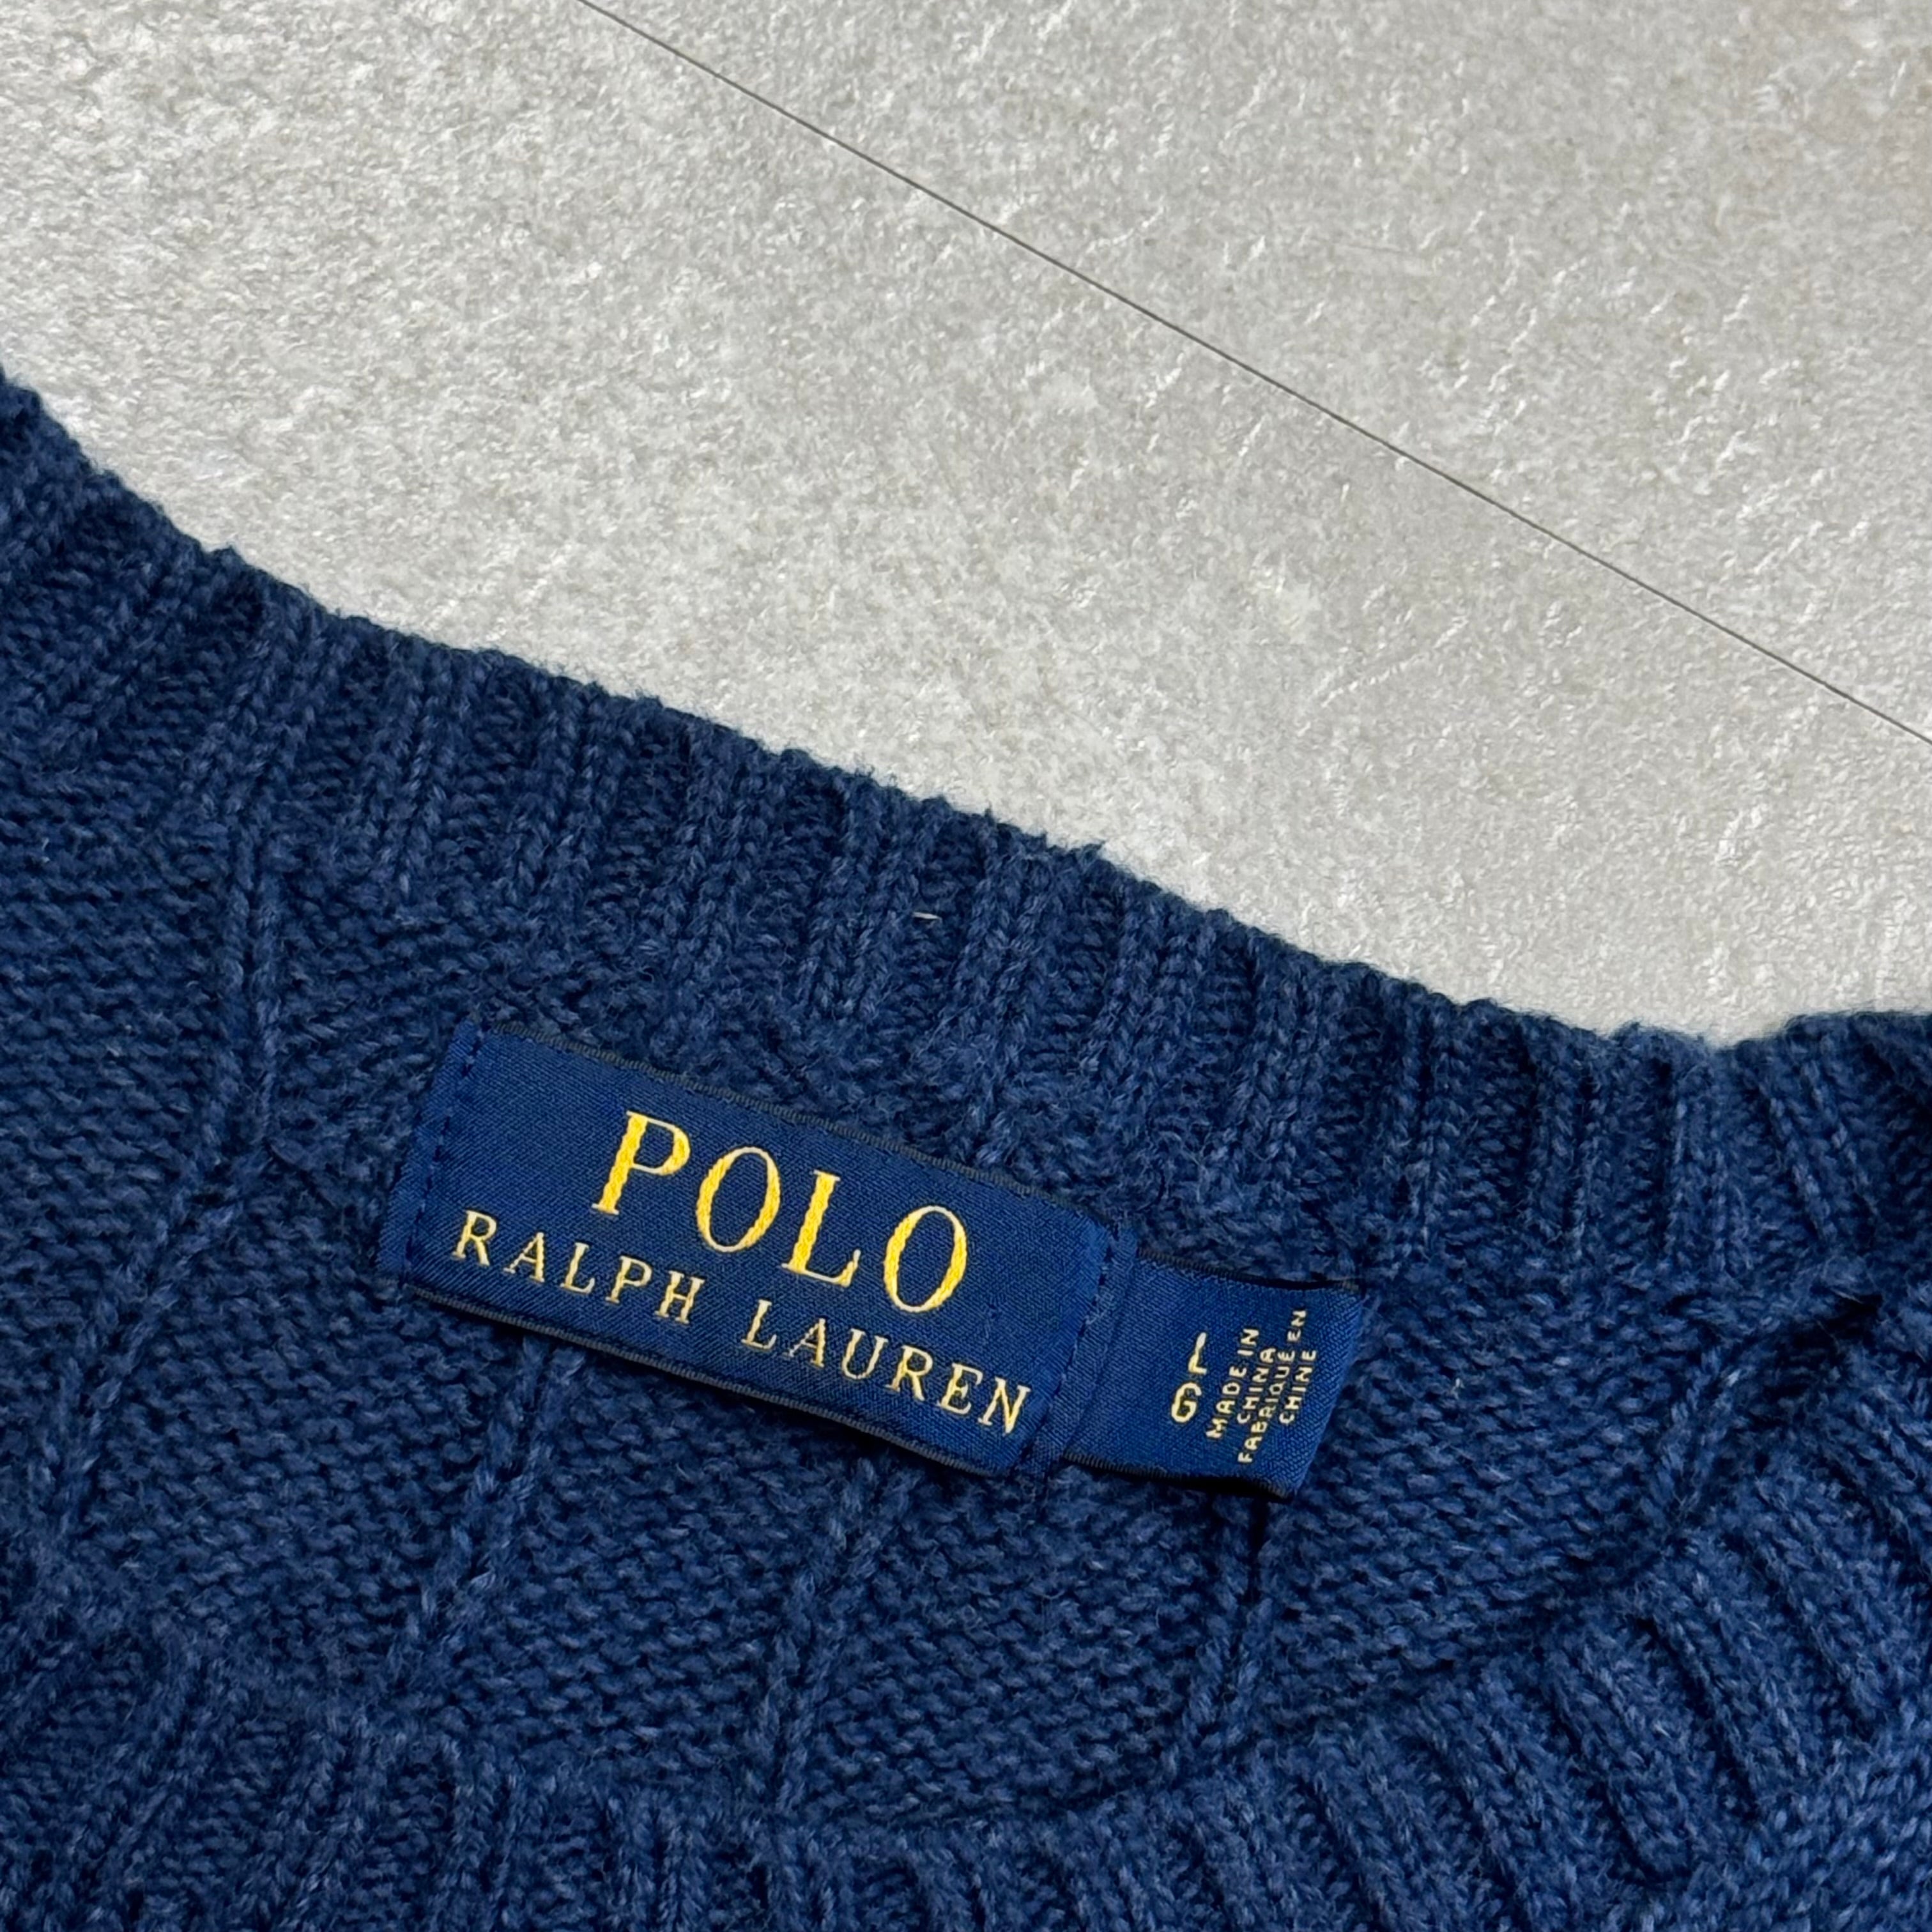 POLO
RALPH LAUREN
L
G
MADE IN
CHINA
FABRIQUÉ EN
CHINE